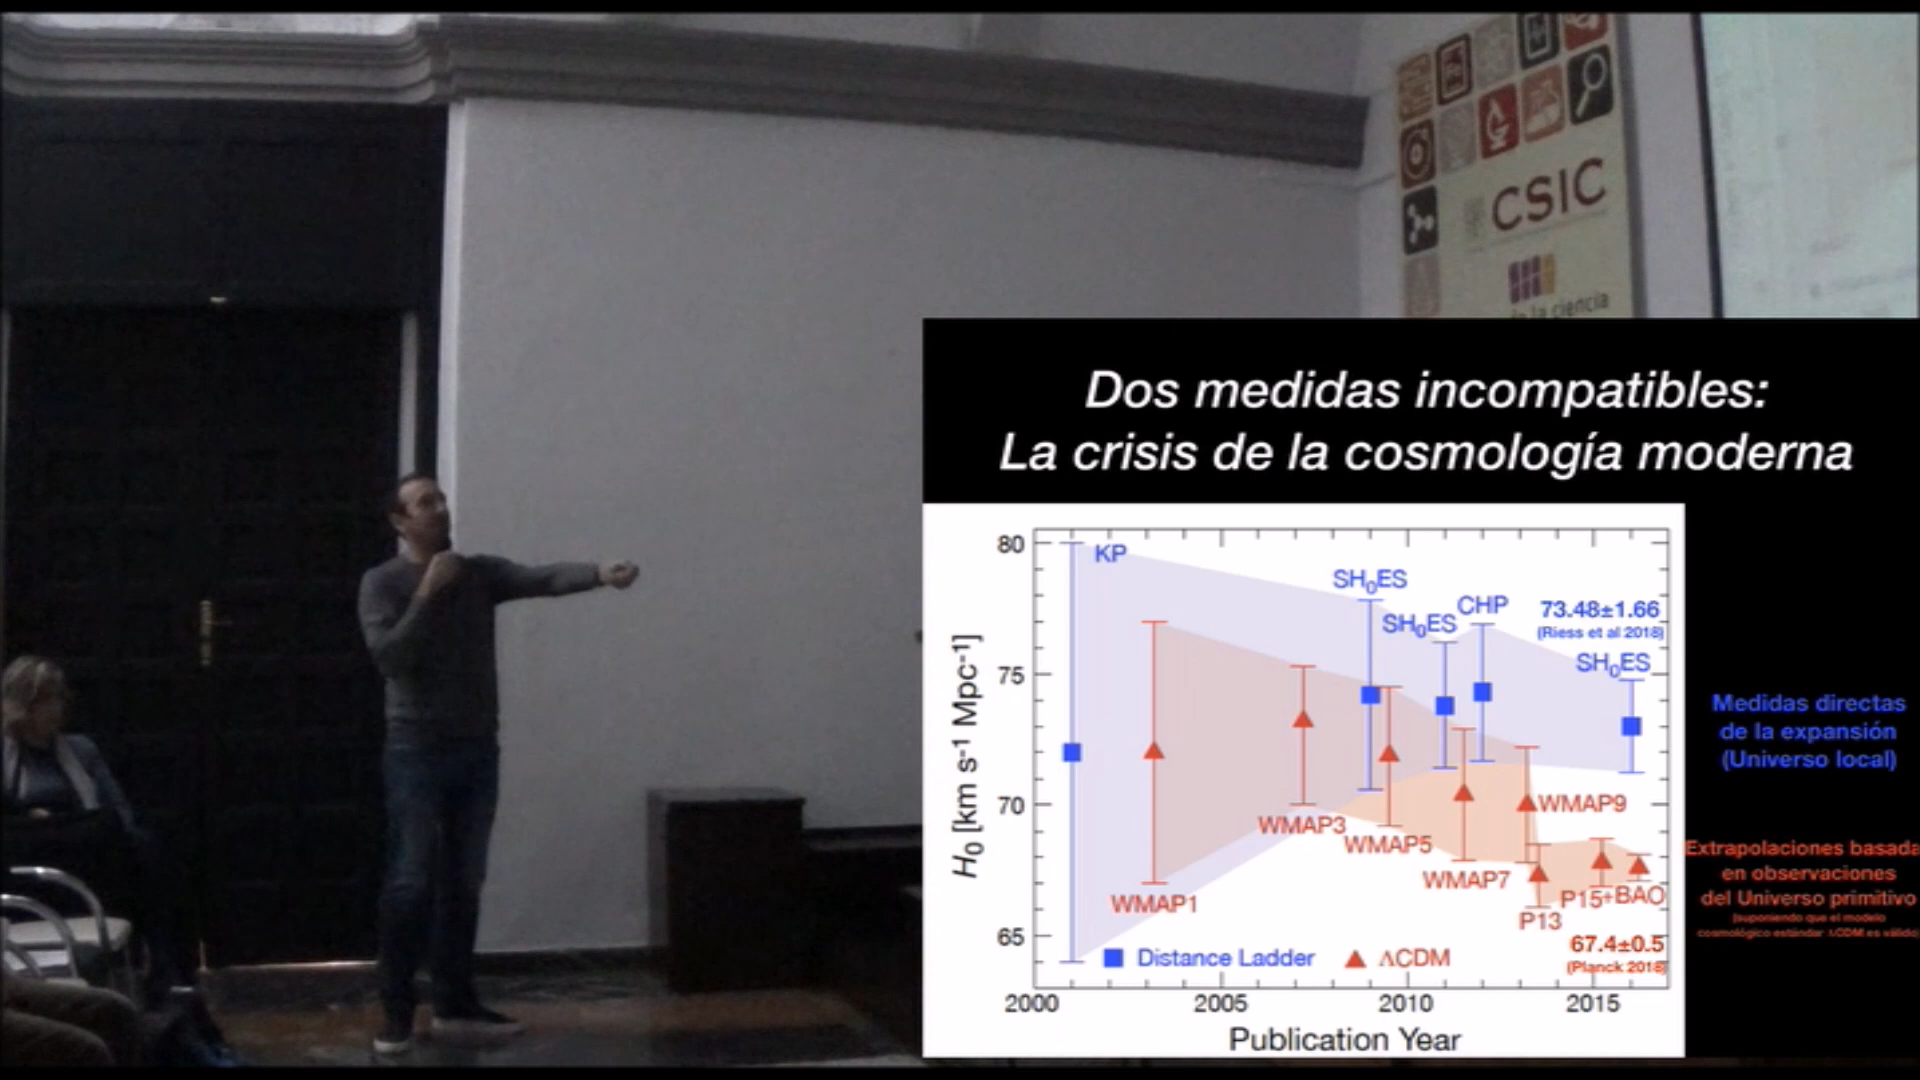 CSIC
de la ciencia
Dos medidas incompatibles:
La crisis de la cosmología moderna
80
75
70
65
H0 [km s-1 Mpc-1]
KP
SH0ES
SH0ES
CHP
73.48±1.66
(Riess et al 2018)
SH0ES
WMAP1
WMAP3
WMAP5
WMAP7
WMAP9
P13
P15+BAO
67.4±0.5
(Planck 2018)
Distance Ladder
ΛCDM
2000
2005
2010
2015
Publication Year
Medidas directas
de la expansión
(Universo local)
Extrapolaciones basada
en observaciones
del Universo primitivo
(suponiendo que el modelo
cosmológico estándar ΛCDM es válido)